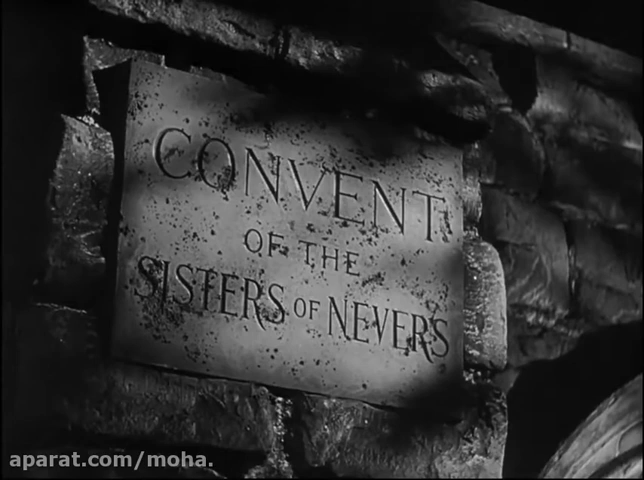 CONVENT
OF THE
SISTERS OF NEVERS
aparat.com/moha.